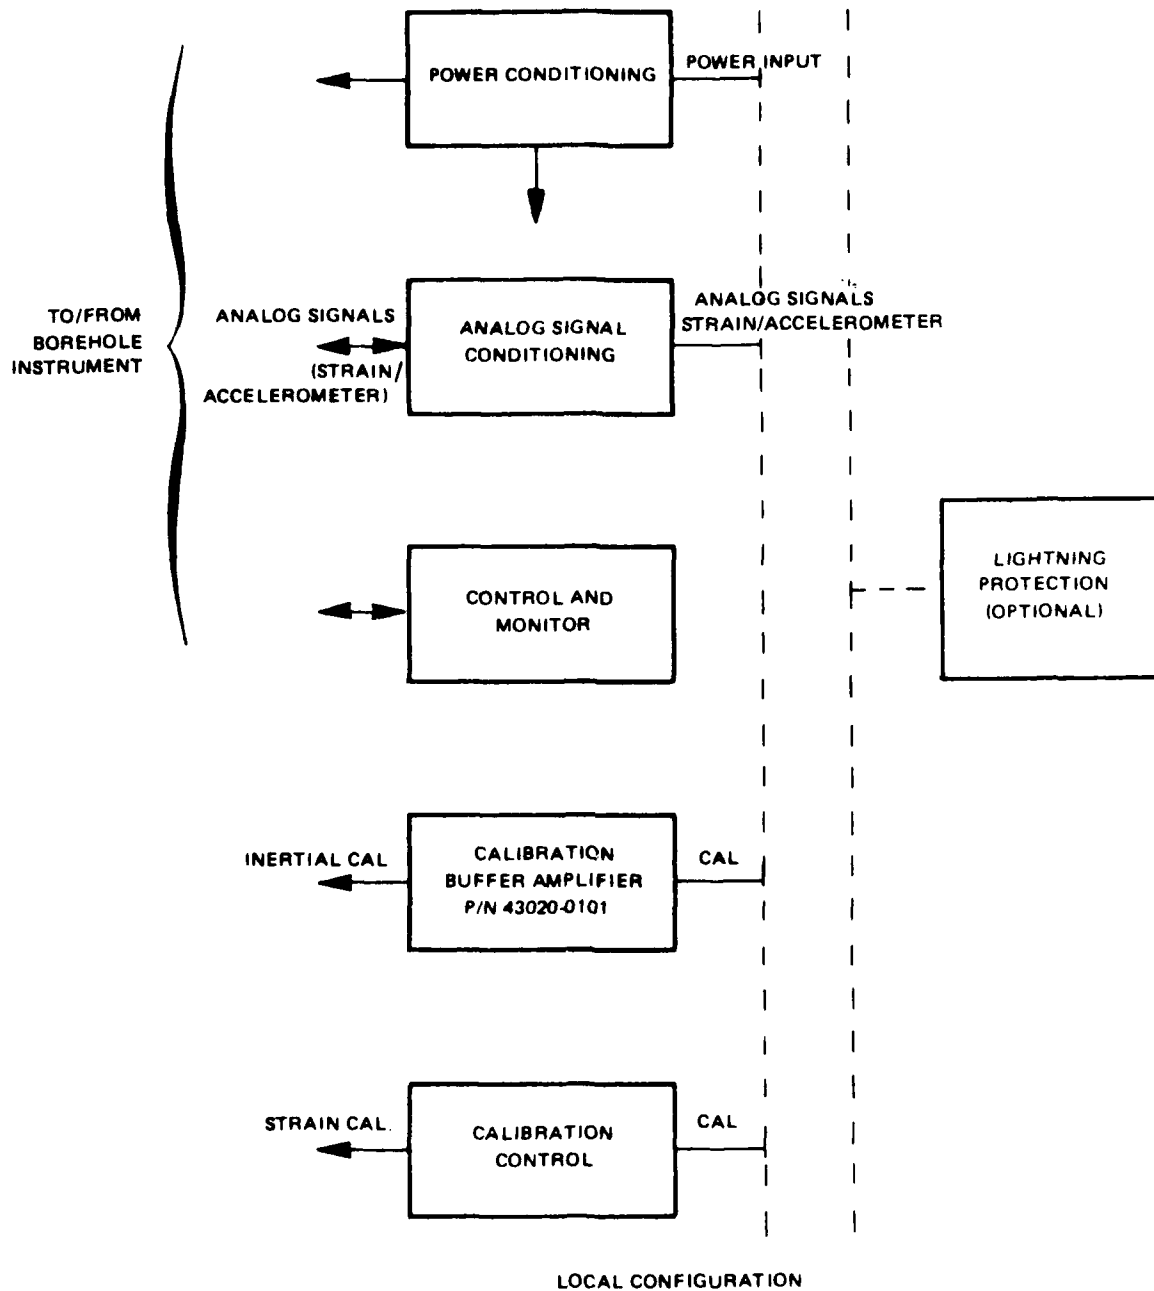 POWER CONDITIONING
POWER INPUT
TO/FROM
BOREHOLE
INSTRUMENT
ANALOG SIGNALS
(STRAIN/
ACCELEROMETER)
ANALOG SIGNAL
CONDITIONING
ANALOG SIGNALS
STRAIN/ACCELEROMETER
CONTROL AND
MONITOR
LIGHTNING
PROTECTION
(OPTIONAL)
INERTIAL CAL
CALIBRATION
BUFFER AMPLIFIER
P/N 43020-0101
CAL
STRAIN CAL.
CALIBRATION
CONTROL
CAL
LOCAL CONFIGURATION